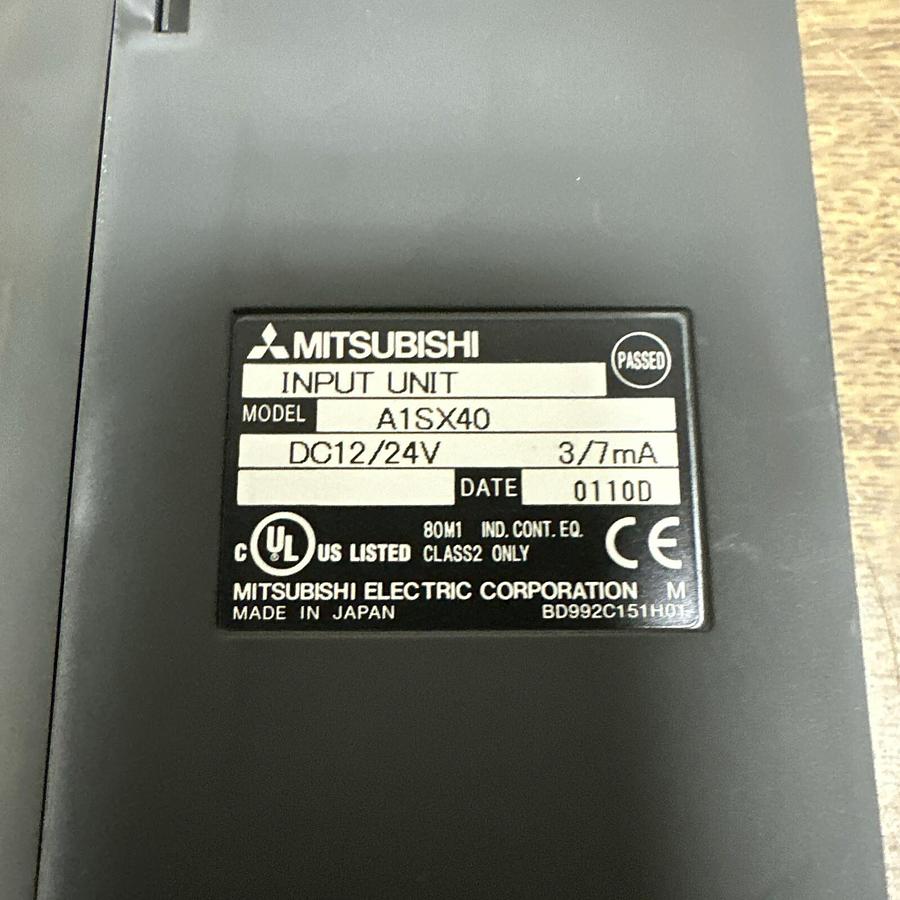 MITSUBISHI
PASSED
INPUT UNIT
MODEL A1SX40
DC12/24V 3/7mA
DATE 0110D
C UL ® US LISTED 80M1 IND. CONT. EQ. CLASS2 ONLY CE
MITSUBISHI ELECTRIC CORPORATION M
MADE IN JAPAN BD992C151H01